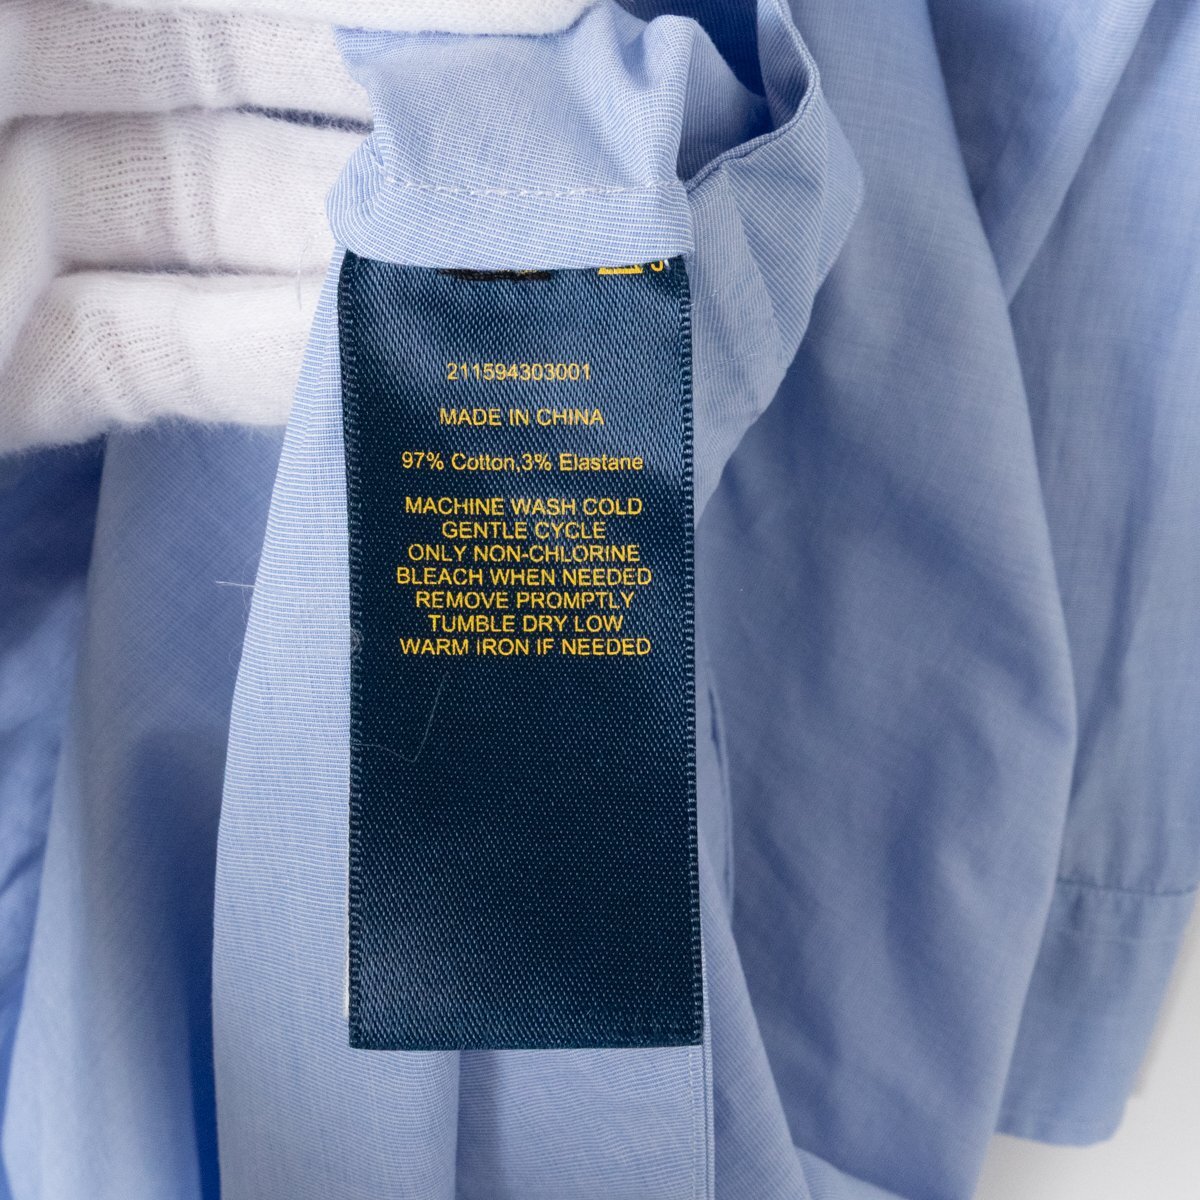 211594303001
MADE IN CHINA
97% Cotton,3% Elastane
MACHINE WASH COLD
GENTLE CYCLE
ONLY NON-CHLORINE
BLEACH WHEN NEEDED
REMOVE PROMPTLY
TUMBLE DRY LOW
WARM IRON IF NEEDED